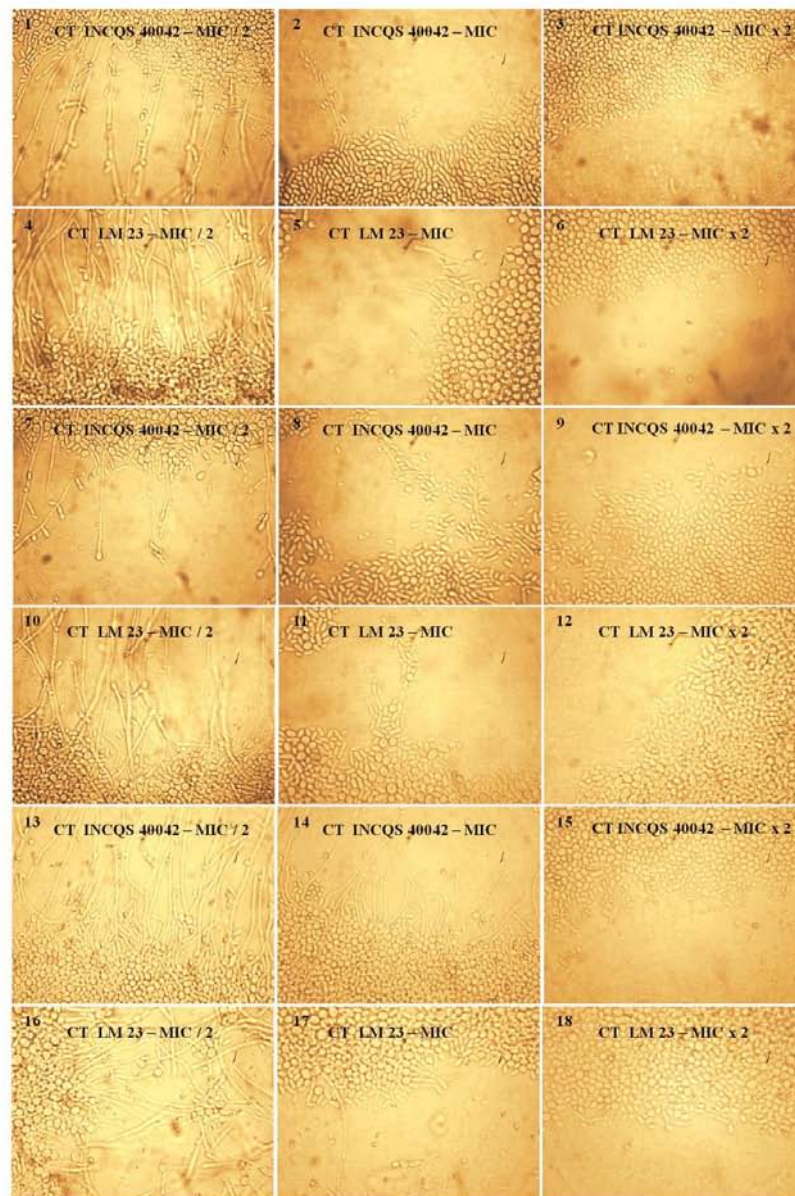 1 CT INCQS 40042 – MIC / 2
2 CT INCQS 40042 – MIC
3 CT INCQS 40042 – MIC x 2
4 CT LM 23 – MIC / 2
5 CT LM 23 – MIC
6 CT LM 23 – MIC x 2
7 CT INCQS 40042 – MIC / 2
8 CT INCQS 40042 – MIC
9 CT INCQS 40042 – MIC x 2
10 CT LM 23 – MIC / 2
11 CT LM 23 – MIC
12 CT LM 23 – MIC x 2
13 CT INCQS 40042 – MIC / 2
14 CT INCQS 40042 – MIC
15 CT INCQS 40042 – MIC x 2
16 CT LM 23 – MIC / 2
17 CT LM 23 – MIC
18 CT LM 23 – MIC x 2